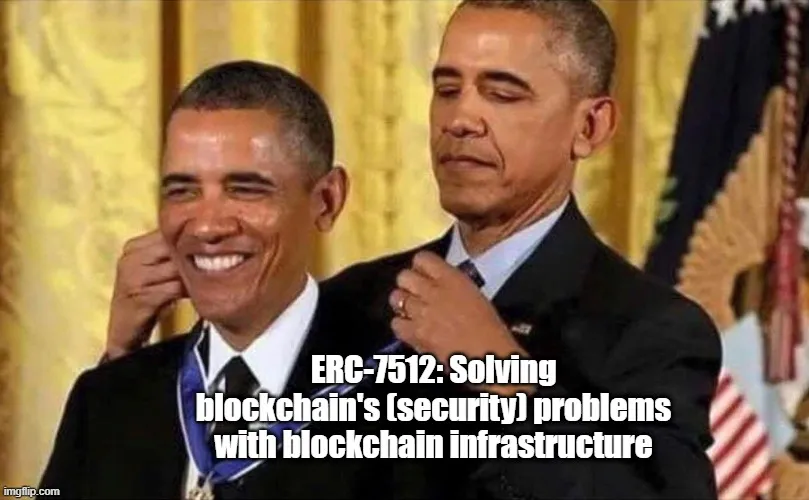 ERC-7512: Solving
blockchain's (security) problems
with blockchain infrastructure
imgflip.com